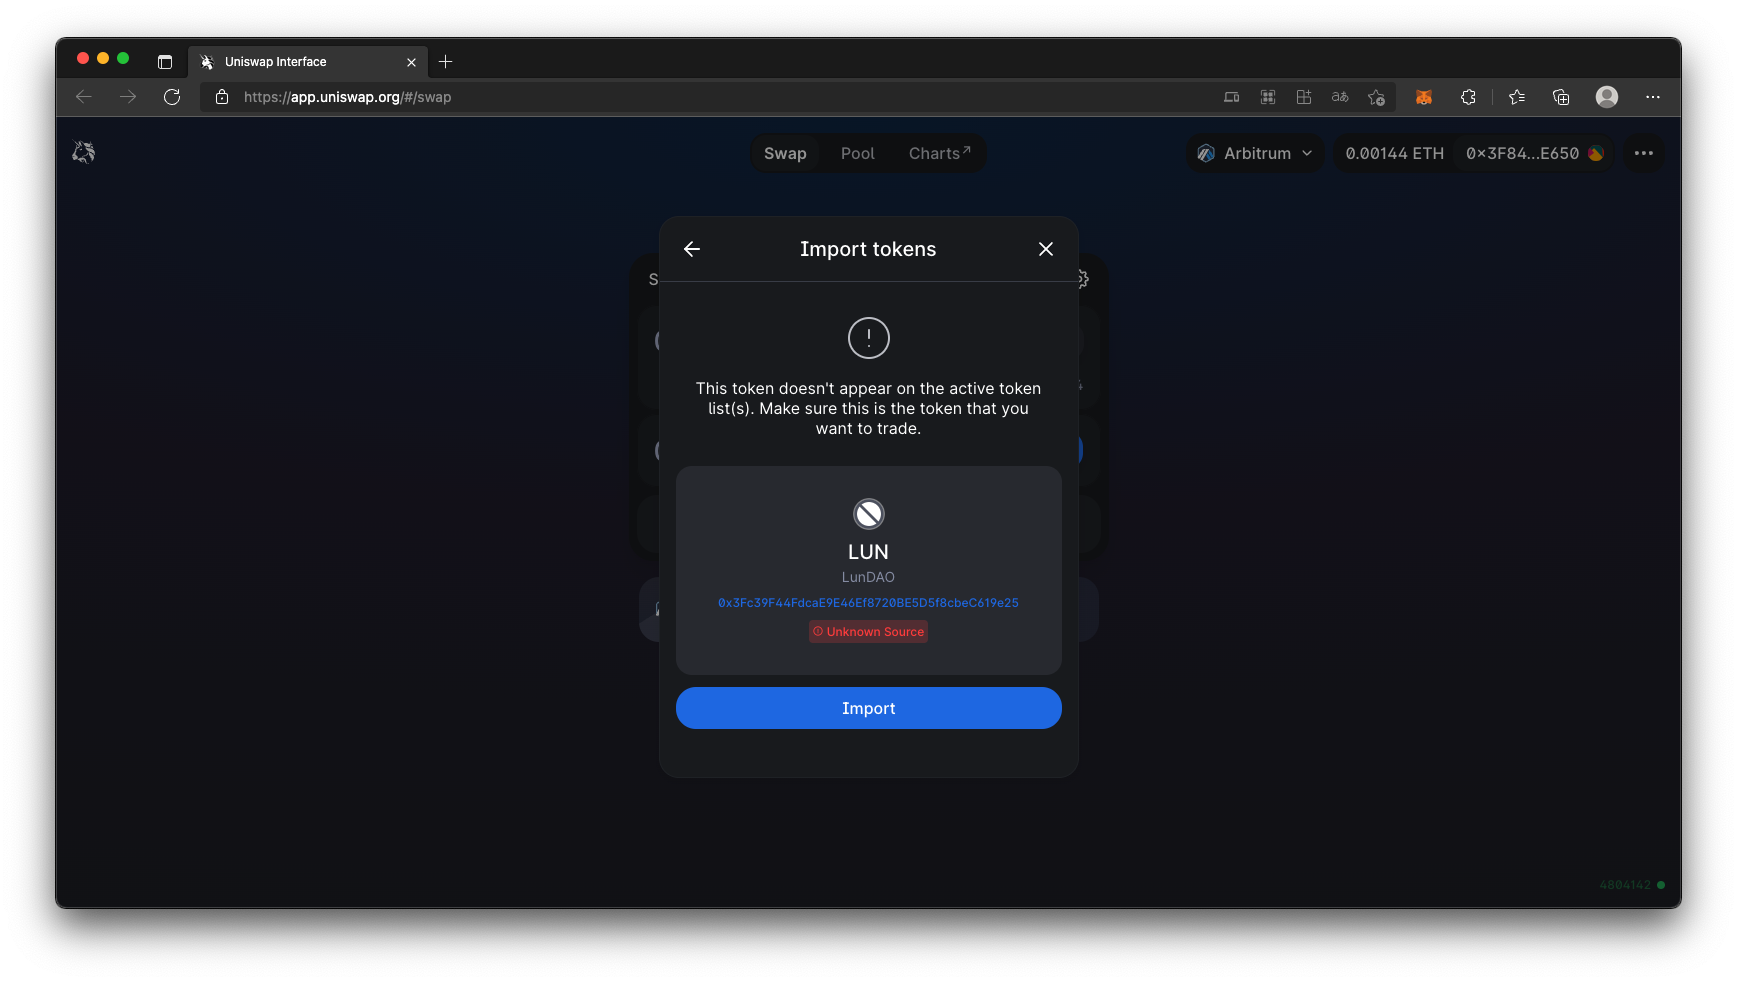 Uniswap Interface
https://app.uniswap.org/#/swap
Swap
Pool
Charts↗
Arbitrum
0.00144 ETH
0x3F84...E650
Import tokens
S
This token doesn't appear on the active token
list(s). Make sure this is the token that you
want to trade.
LUN
LunDAO
0x3Fc39F44FdcaE9E46Ef8720BE5D5f8cbeC619e25
Unknown Source
Import
4804142